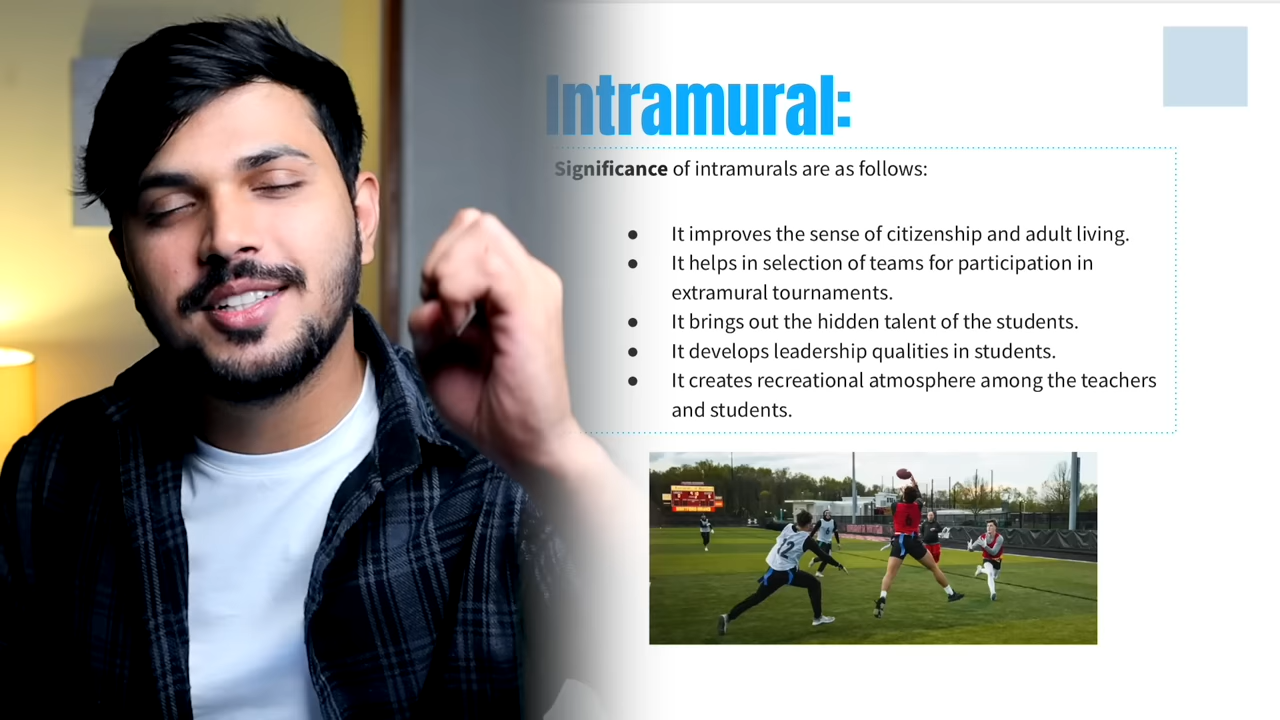 Intramural:
Significance of intramurals are as follows:
● It improves the sense of citizenship and adult living.
● It helps in selection of teams for participation in
extramural tournaments.
● It brings out the hidden talent of the students.
● It develops leadership qualities in students.
● It creates recreational atmosphere among the teachers
and students.
12